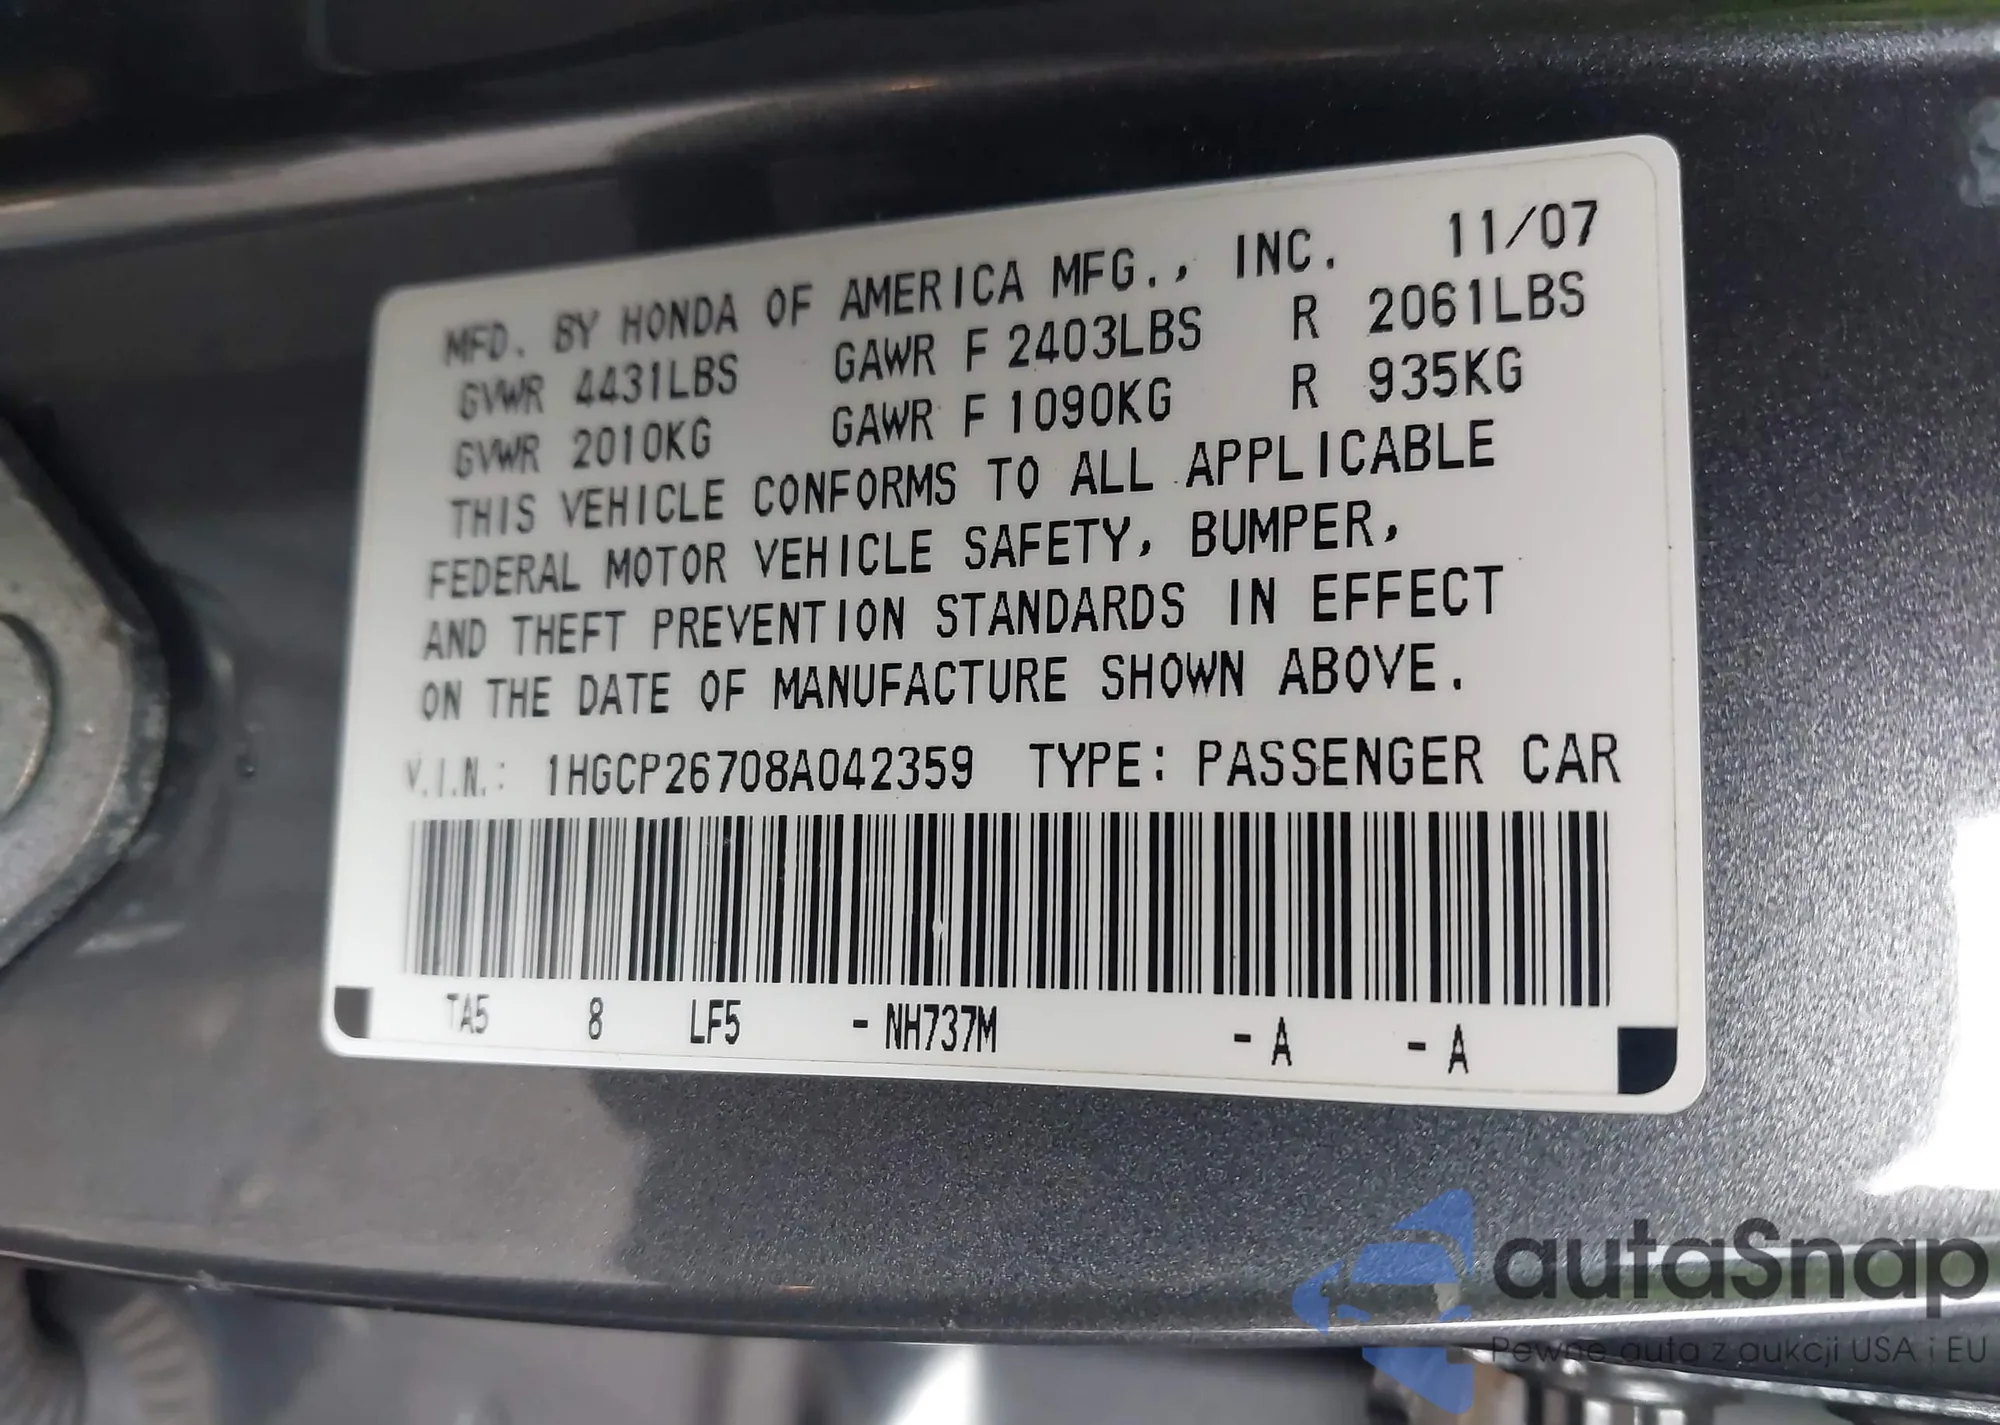 MFD. BY HONDA OF AMERICA MFG., INC. 11/07
GVWR 4431LBS GAWR F 2403LBS R 2061LBS
GVWR 2010KG GAWR F 1090KG R 935KG
THIS VEHICLE CONFORMS TO ALL APPLICABLE
FEDERAL MOTOR VEHICLE SAFETY, BUMPER,
AND THEFT PREVENTION STANDARDS IN EFFECT
ON THE DATE OF MANUFACTURE SHOWN ABOVE.
V.I.N.: 1HGCP26708A042359 TYPE: PASSENGER CAR
TA5 8 LF5 - NH737M - A - A
autaSnap
Pewne auta z aukcji USA i EU